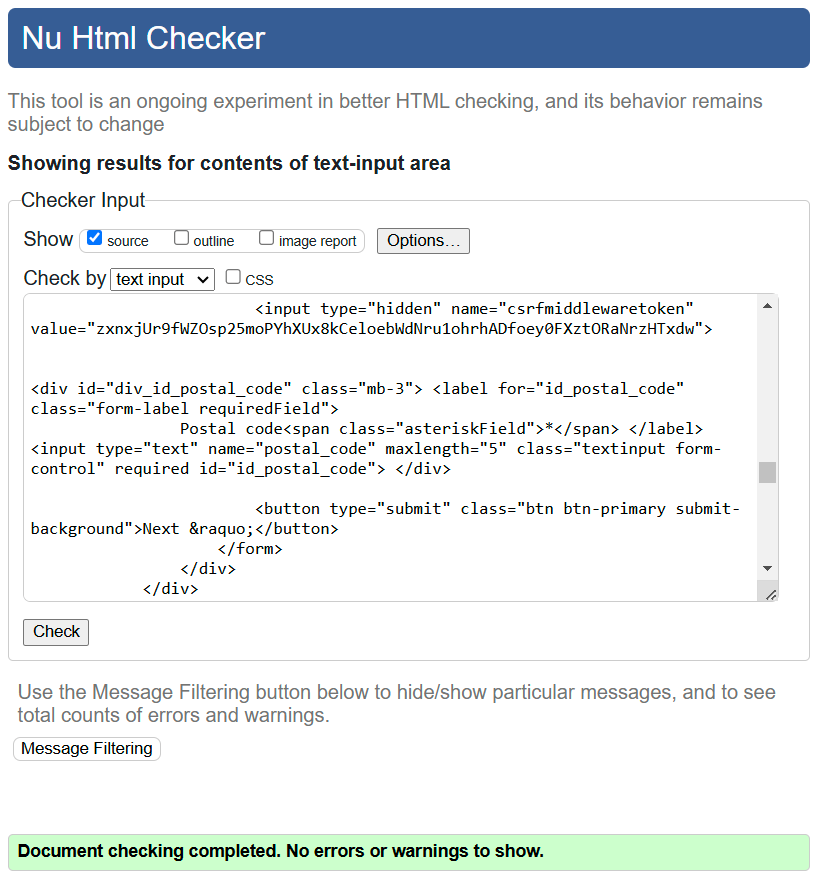 Nu Html Checker
This tool is an ongoing experiment in better HTML checking, and its behavior remains
subject to change
Showing results for contents of text-input area
Checker Input
Show source outline image report Options…
Check by text input CSS
<input type="hidden" name="csrfmiddlewaretoken"
value="zxnxjUr9fWZOsp25moPYhXUx8kCeloebWdNru1ohrhADfoey0FXztORaNrzHTxdw">
<div id="div_id_postal_code" class="mb-3"> <label for="id_postal_code"
class="form-label requiredField">
Postal code<span class="asteriskField">*</span> </label>
<input type="text" name="postal_code" maxlength="5" class="textinput form-
control" required id="id_postal_code"> </div>
<button type="submit" class="btn btn-primary submit-
background">Next &raquo;</button>
</form>
</div>
</div>
Check
Use the Message Filtering button below to hide/show particular messages, and to see
total counts of errors and warnings.
Message Filtering
Document checking completed. No errors or warnings to show.